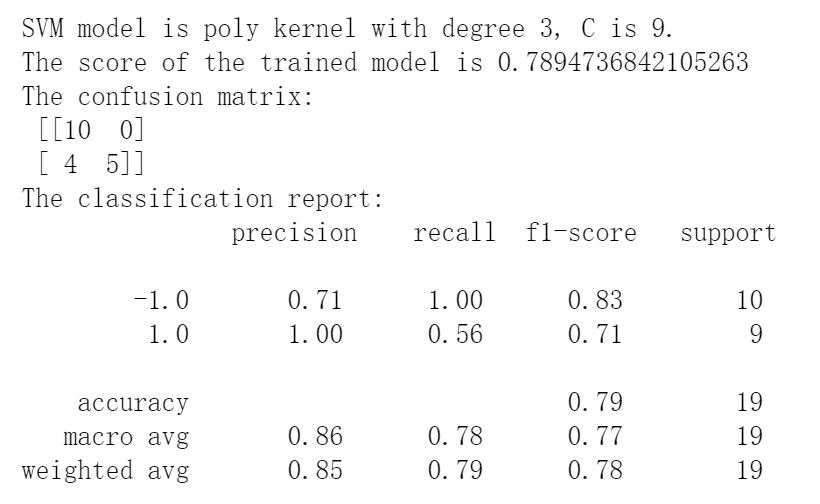 SVM model is poly kernel with degree 3, C is 9.
The score of the trained model is 0.7894736842105263
The confusion matrix:
[[10  0]
[ 4  5]]
The classification report:
precision    recall  f1-score   support
-1.0       0.71      1.00      0.83        10
1.0       1.00      0.56      0.71         9
accuracy                           0.79        19
macro avg       0.86      0.78      0.77        19
weighted avg       0.85      0.79      0.78        19